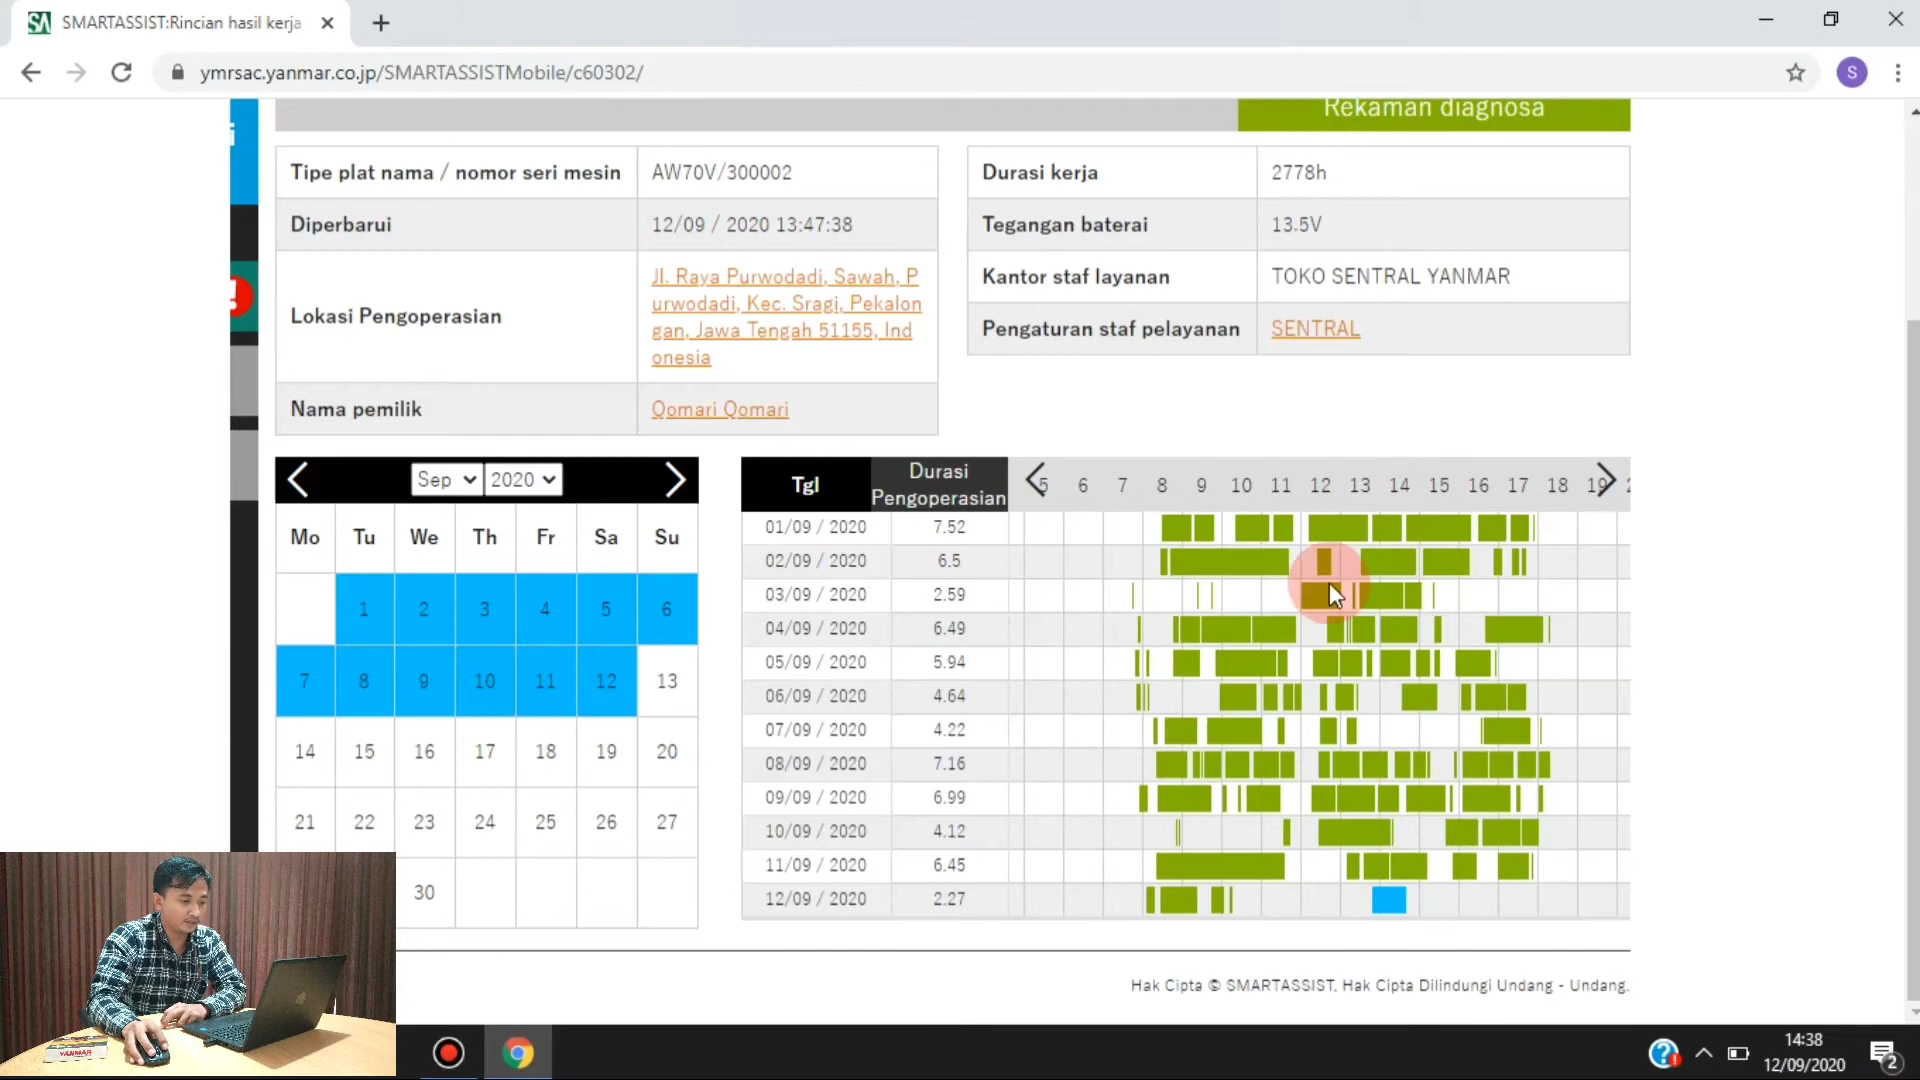 SMARTASSIST:Rincian hasil kerja
ymrsac.yanmar.co.jp/SMARTASSISTMobile/c60302/
S
Rekaman diagnosa
Tipe plat nama / nomor seri mesin AW70V/300002
Diperbarui 12/09 / 2020 13:47:38
Lokasi Pengoperasian
Jl. Raya Purwodadi, Sawah, P
urwodadi, Kec. Sragi, Pekalon
gan, Jawa Tengah 51155, Ind
onesia
Nama pemilik Qomari Qomari
Durasi kerja 2778h
Tegangan baterai 13.5V
Kantor staf layanan TOKO SENTRAL YANMAR
Pengaturan staf pelayanan SENTRAL
Sep 2020
Mo Tu We Th Fr Sa Su
1 2 3 4 5 6
7 8 9 10 11 12 13
14 15 16 17 18 19 20
21 22 23 24 25 26 27
30
Tgl Durasi Pengoperasian 5 6 7 8 9 10 11 12 13 14 15 16 17 18 19
01/09 / 2020 7.52
02/09 / 2020 6.5
03/09 / 2020 2.59
04/09 / 2020 6.49
05/09 / 2020 5.94
06/09 / 2020 4.64
07/09 / 2020 4.22
08/09 / 2020 7.16
09/09 / 2020 6.99
10/09 / 2020 4.12
11/09 / 2020 6.45
12/09 / 2020 2.27
Hak Cipta © SMARTASSIST. Hak Cipta Dilindungi Undang - Undang.
YANMAR
14:38
12/09/2020
2